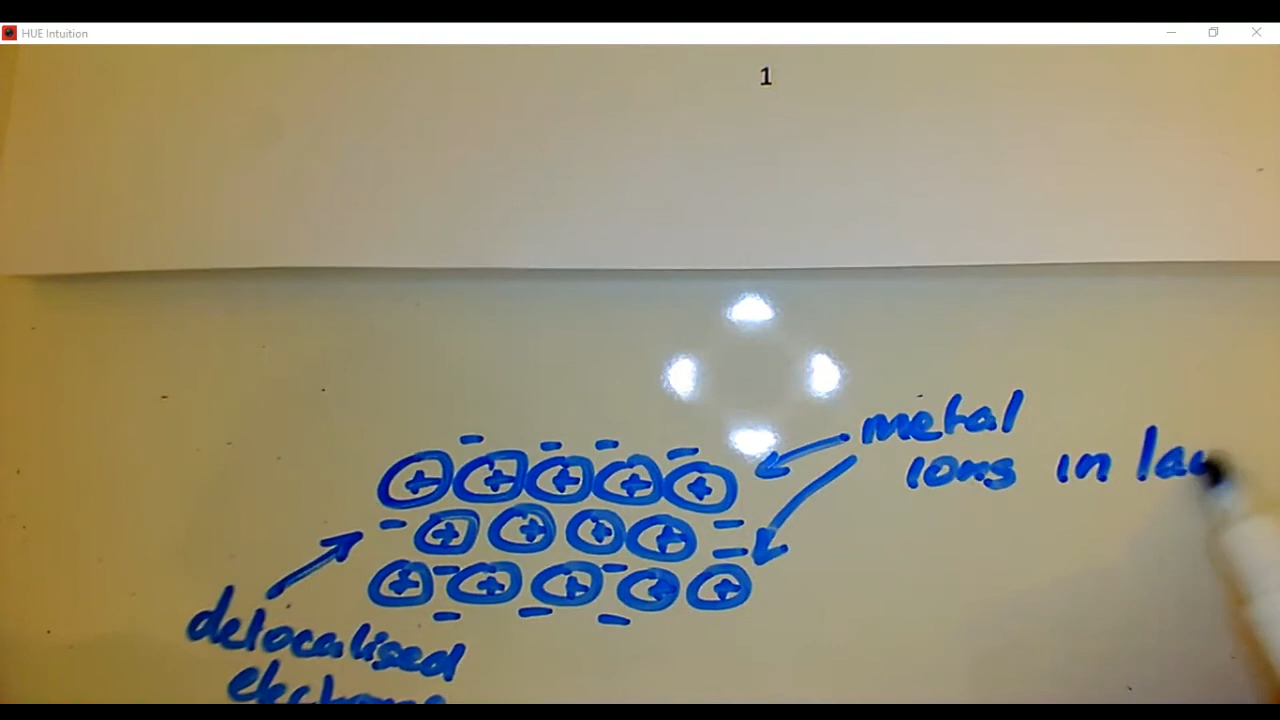 HUE Intuition
1
metal
ions in
delocalised